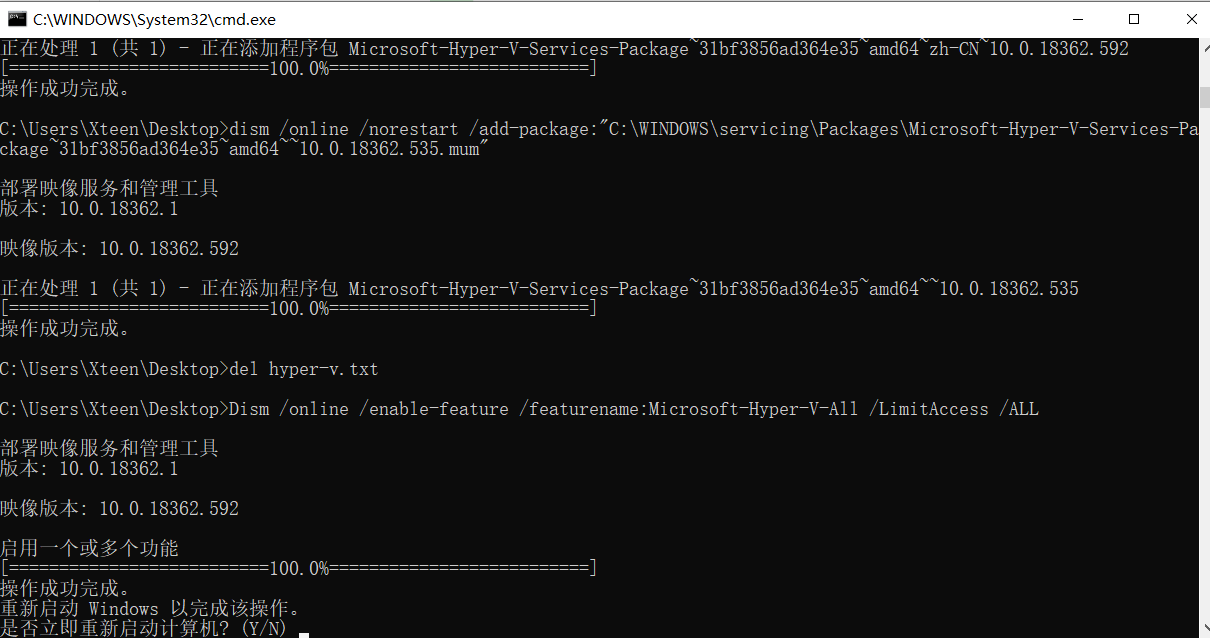 C:\WINDOWS\System32\cmd.exe
正在处理 1 (共 1) - 正在添加程序包 Microsoft-Hyper-V-Services-Package~31bf3856ad364e35~amd64~zh-CN~10.0.18362.592
[==========================100.0%==========================]
操作成功完成。
C:\Users\Xteen\Desktop>dism /online /norestart /add-package:"C:\WINDOWS\servicing\Packages\Microsoft-Hyper-V-Services-Pa
ckage~31bf3856ad364e35~amd64~~10.0.18362.535.mum"
部署映像服务和管理工具
版本: 10.0.18362.1
映像版本: 10.0.18362.592
正在处理 1 (共 1) - 正在添加程序包 Microsoft-Hyper-V-Services-Package~31bf3856ad364e35~amd64~~10.0.18362.535
[==========================100.0%==========================]
操作成功完成。
C:\Users\Xteen\Desktop>del hyper-v.txt
C:\Users\Xteen\Desktop>Dism /online /enable-feature /featurename:Microsoft-Hyper-V-All /LimitAccess /ALL
部署映像服务和管理工具
版本: 10.0.18362.1
映像版本: 10.0.18362.592
启用一个或多个功能
[==========================100.0%==========================]
操作成功完成。
重新启动 Windows 以完成该操作。
是否立即重新启动计算机? (Y/N)